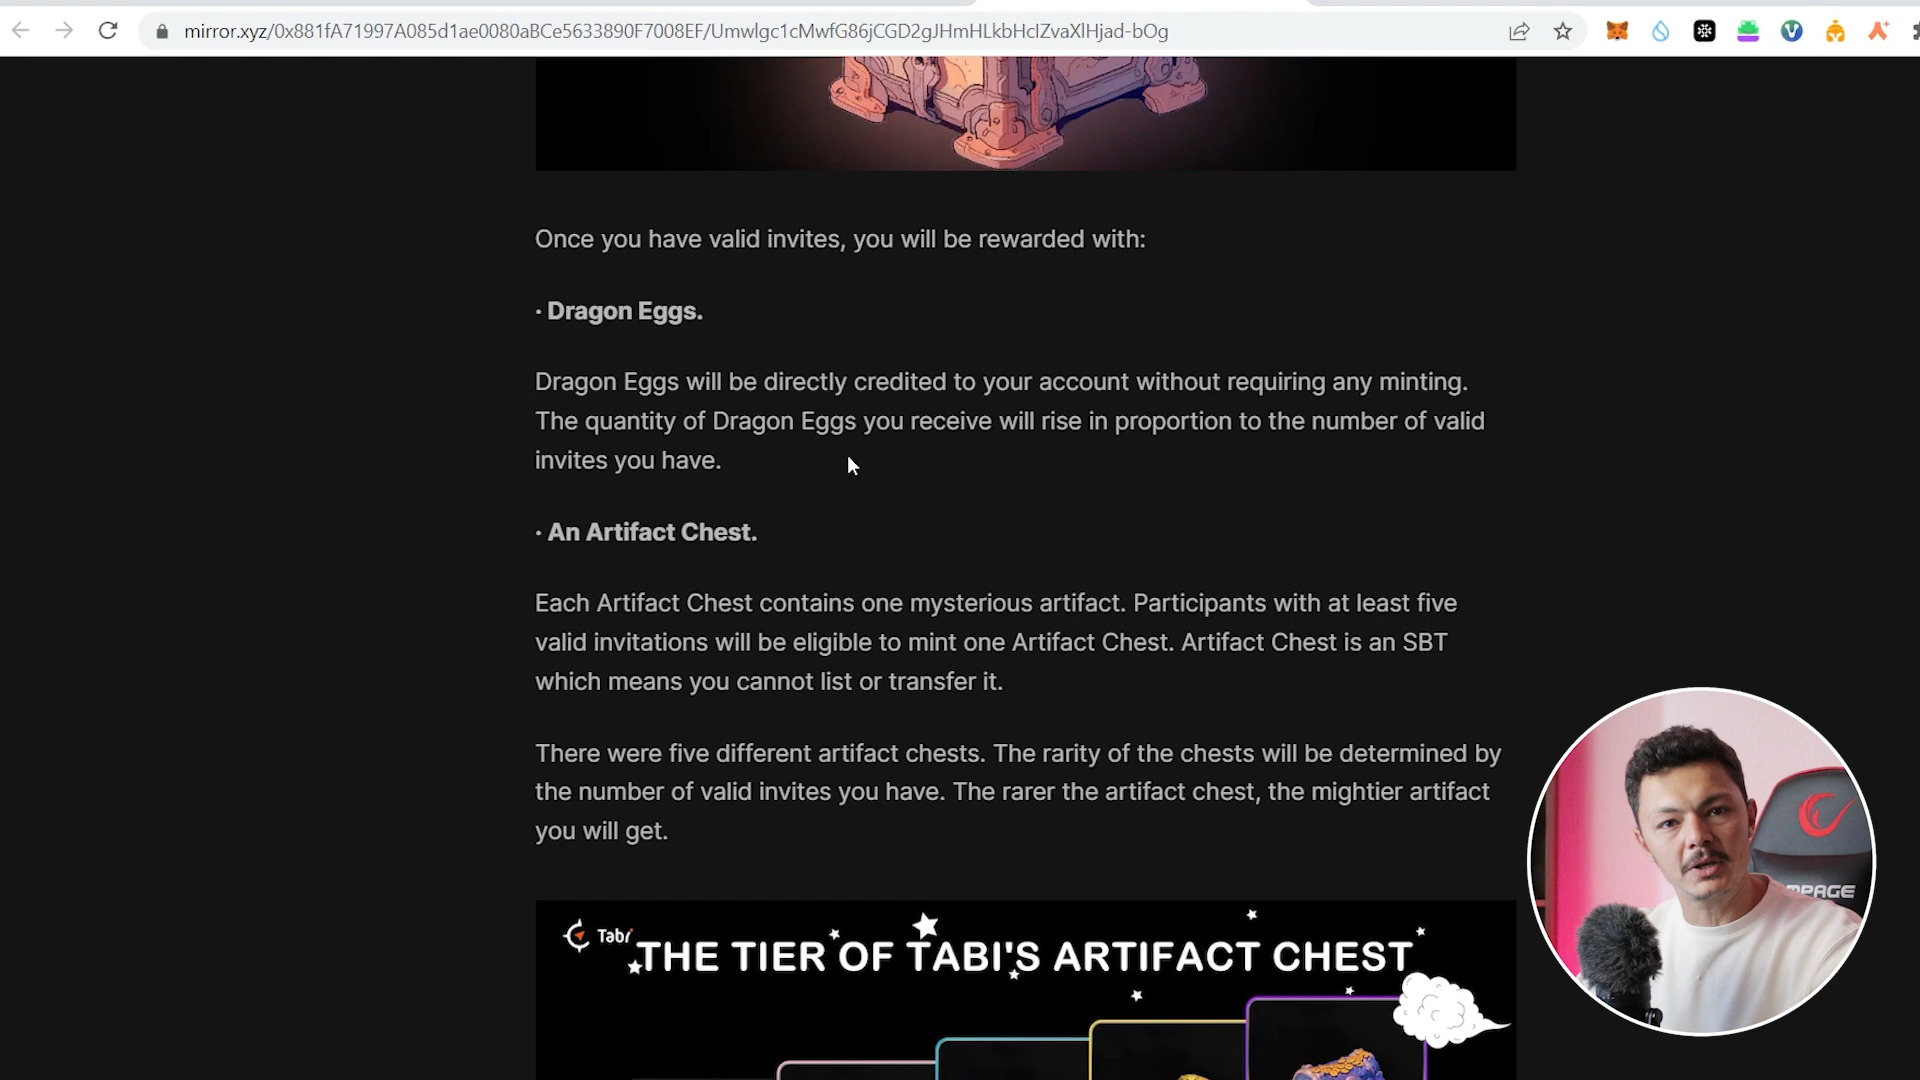 mirror.xyz/0x881fA71997A085d1ae0080aBCe5633890F7008EF/Umwlgc1cMwfG86jCGD2gJHmHLkbHcIZvaXlHjad-bOg
Once you have valid invites, you will be rewarded with:
· Dragon Eggs.
Dragon Eggs will be directly credited to your account without requiring any minting.
The quantity of Dragon Eggs you receive will rise in proportion to the number of valid
invites you have.
· An Artifact Chest.
Each Artifact Chest contains one mysterious artifact. Participants with at least five
valid invitations will be eligible to mint one Artifact Chest. Artifact Chest is an SBT
which means you cannot list or transfer it.
There were five different artifact chests. The rarity of the chests will be determined by
the number of valid invites you have. The rarer the artifact chest, the mightier artifact
you will get.
Tabi
THE TIER OF TABI'S ARTIFACT CHEST